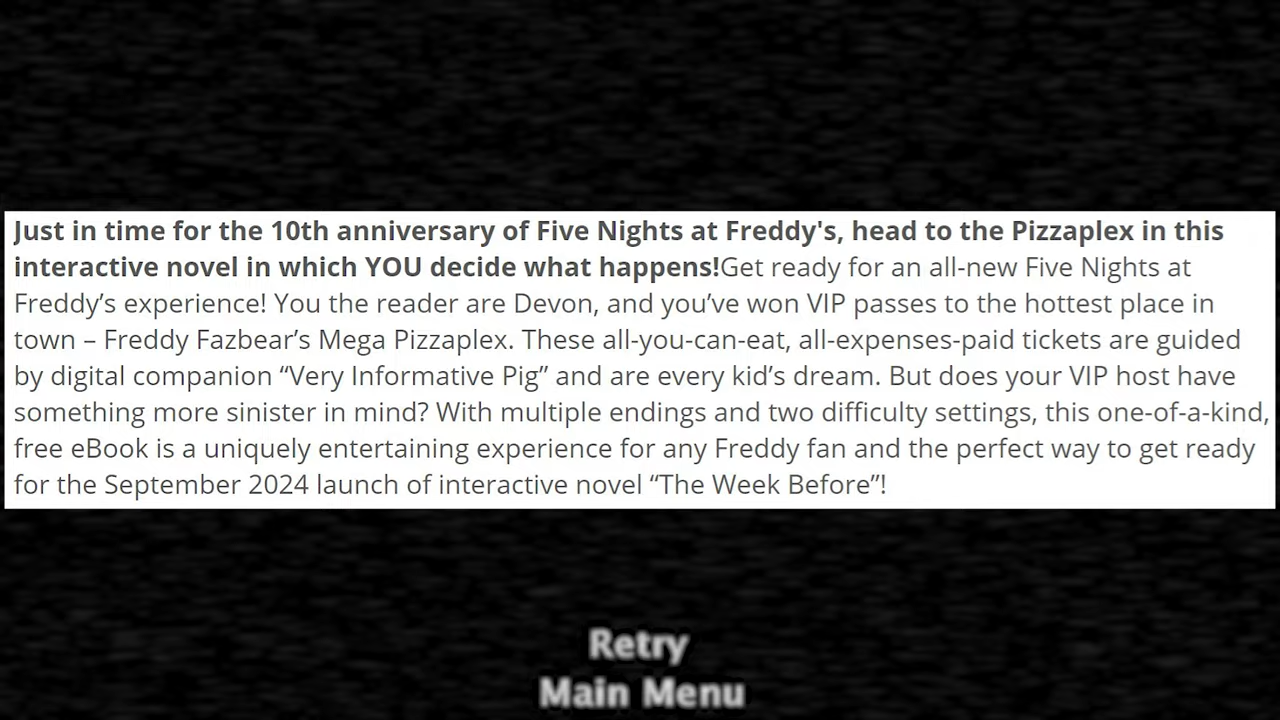 Just in time for the 10th anniversary of Five Nights at Freddy's, head to the Pizzaplex in this
interactive novel in which YOU decide what happens!Get ready for an all-new Five Nights at
Freddy’s experience! You the reader are Devon, and you’ve won VIP passes to the hottest place in
town – Freddy Fazbear’s Mega Pizzaplex. These all-you-can-eat, all-expenses-paid tickets are guided
by digital companion “Very Informative Pig” and are every kid’s dream. But does your VIP host have
something more sinister in mind? With multiple endings and two difficulty settings, this one-of-a-kind,
free eBook is a uniquely entertaining experience for any Freddy fan and the perfect way to get ready
for the September 2024 launch of interactive novel “The Week Before”!
Retry
Main Menu